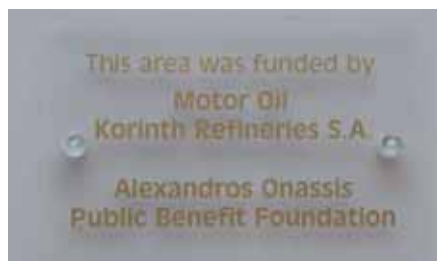 This area was funded by
Motor Oil
Korinth Refineries S.A.
Alexandros Onassis
Public Benefit Foundation